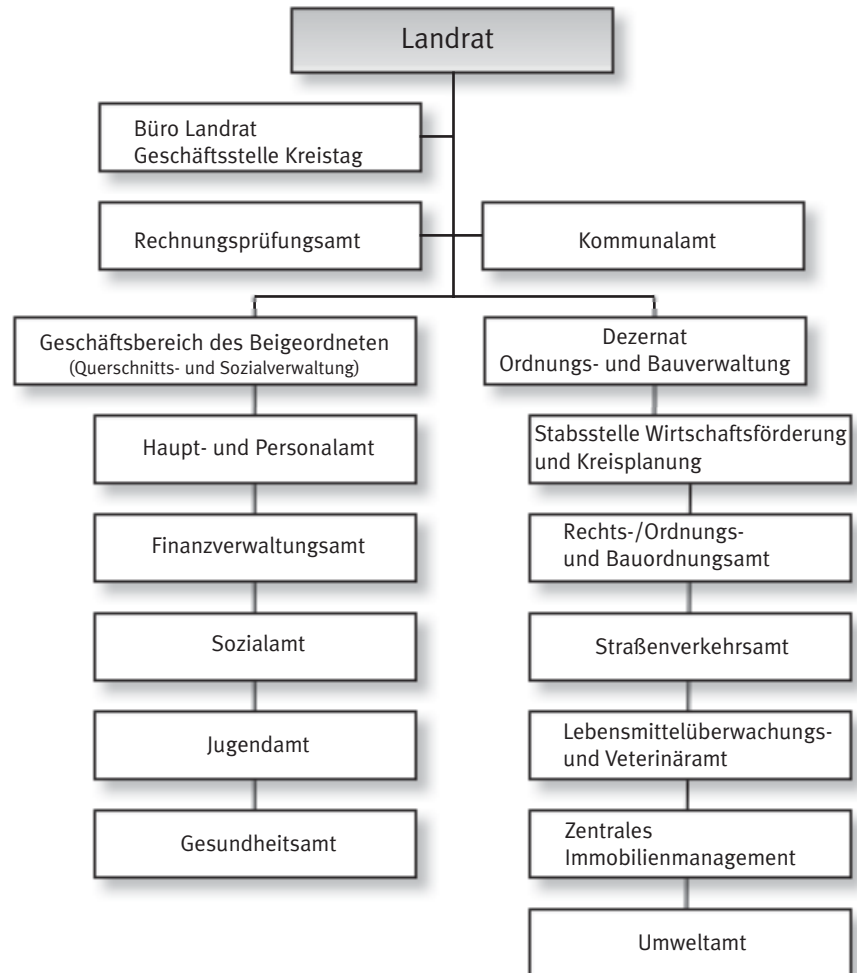 Landrat
Büro Landrat
Geschäftsstelle Kreistag
Rechnungsprüfungsamt
Kommunalamt
Geschäftsbereich des Beigeordneten
(Querschnitts- und Sozialverwaltung)
Dezernat
Ordnungs- und Bauverwaltung
Haupt- und Personalamt
Finanzverwaltungsamt
Sozialamt
Jugendamt
Gesundheitsamt
Stabsstelle Wirtschaftsförderung
und Kreisplanung
Rechts-/Ordnungs-
und Bauordnungsamt
Straßenverkehrsamt
Lebensmittelüberwachungs-
und Veterinäramt
Zentrales
Immobilienmanagement
Umweltamt